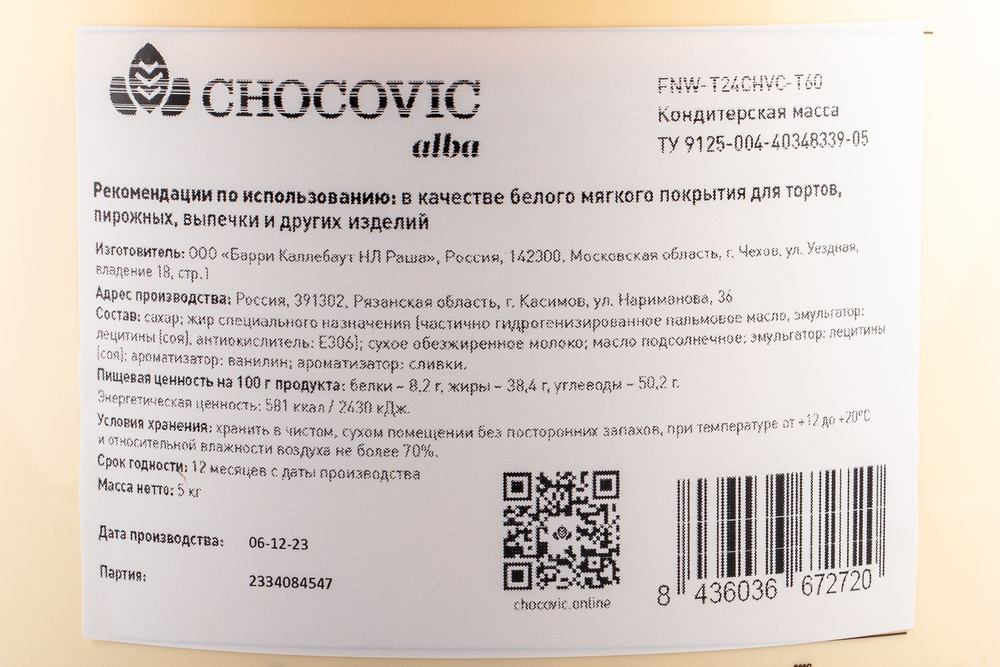 CHOCOVIC
alba
FNW-T24CHVC-T60
Кондитерская масса
ТУ 9125-004-40348339-05
Рекомендации по использованию: в качестве белого мягкого покрытия для тортов,
пирожных, выпечки и других изделий
Изготовитель: ООО «Барри Каллебаут НЛ Раша», Россия, 142300, Московская область, г. Чехов, ул. Уездная,
владение 18, стр.1
Адрес производства: Россия, 391302, Рязанская область, г. Касимов, ул. Нариманова, 36
Состав: сахар; жир специального назначения (частично гидрогенизированное пальмовое масло, эмульгатор:
лецитины (соя), антиокислитель: Е306); сухое обезжиренное молоко; масло подсолнечное; эмульгатор: лецитины
(соя); ароматизатор: ванилин; ароматизатор: сливки.
Пищевая ценность на 100 г продукта: белки – 8,2 г, жиры – 38,4 г, углеводы – 50,2 г.
Энергетическая ценность: 581 ккал / 2430 кДж.
Условия хранения: хранить в чистом, сухом помещении без посторонних запахов, при температуре от +12 до +20°С
и относительной влажности воздуха не более 70%.
Срок годности: 12 месяцев с даты производства
Масса нетто: 5 кг
Дата производства: 06-12-23
Партия: 2334084547
chocovic.online
8 436036 672720